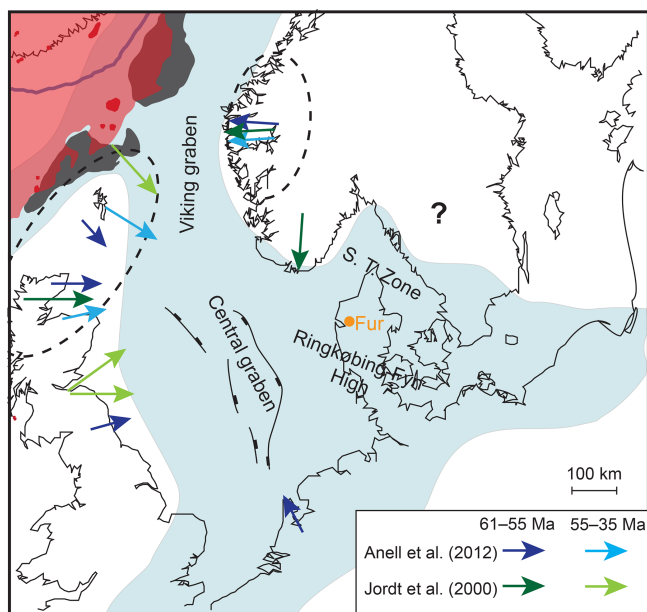 Viking graben
?
S. T. Zone
Fur
Central graben
Ringkøbing-Fyn
High
100 km
61–55 Ma 55–35 Ma
Anell et al. (2012)
Jordt et al. (2000)